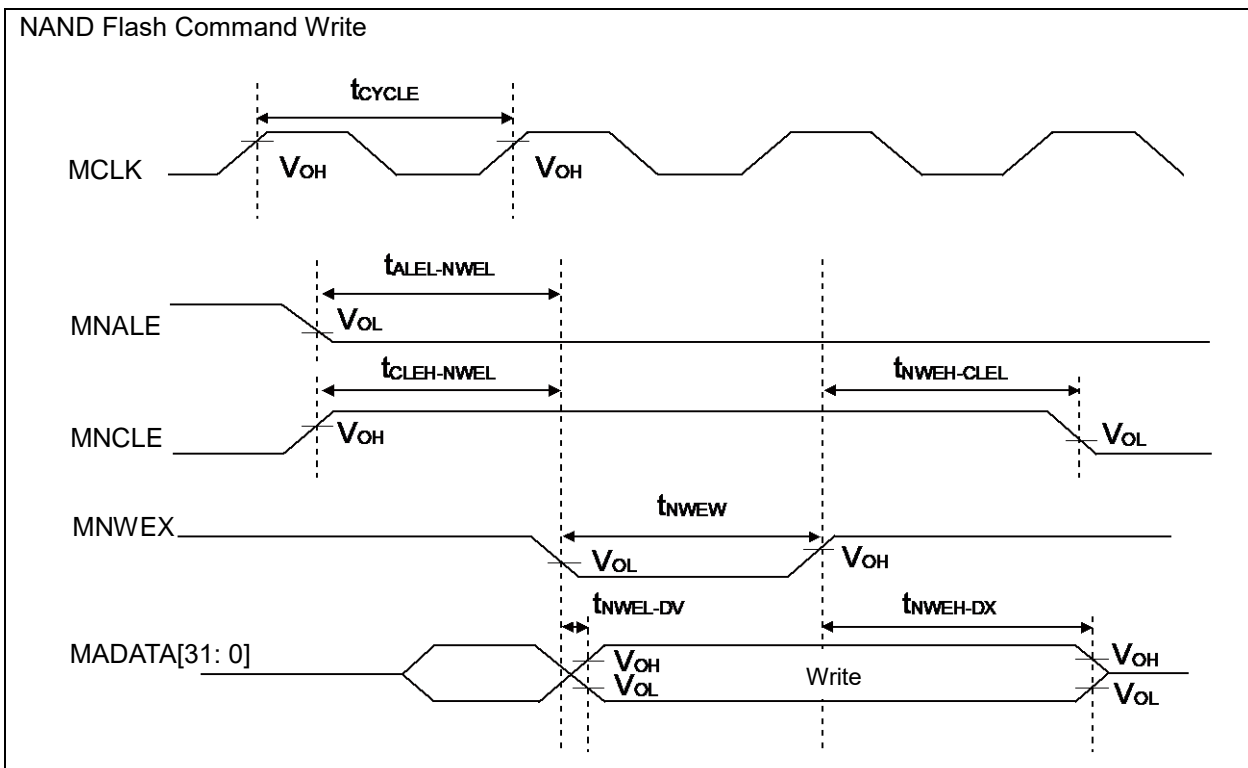 NAND Flash Command Write
tCYCLE
MCLK
VOH
VOH
tALEL-NWEL
MNALE
VOL
tCLEH-NWEL
tNWEH-CLEL
MNCLE
VOH
VOL
tNWEW
MNWEX
VOL
VOH
tNWEL-DV
tNWEH-DX
MADATA[31: 0]
VOH
VOL
Write
VOH
VOL